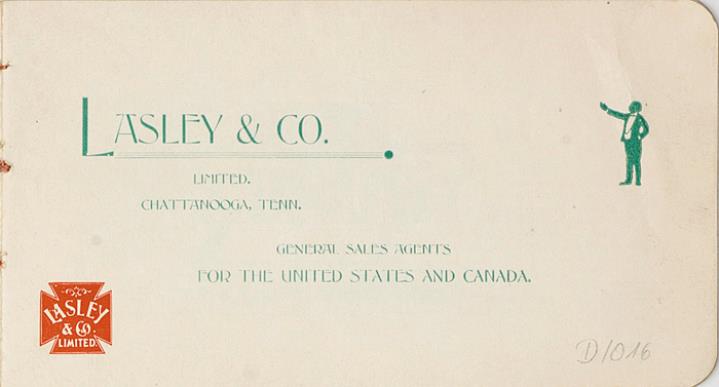 LASLEY & CO.
LIMITED.
CHATTANOOGA, TENN.
GENERAL SALES AGENTS
FOR THE UNITED STATES AND CANADA.
LASLEY
& Co.
LIMITED.
D/016